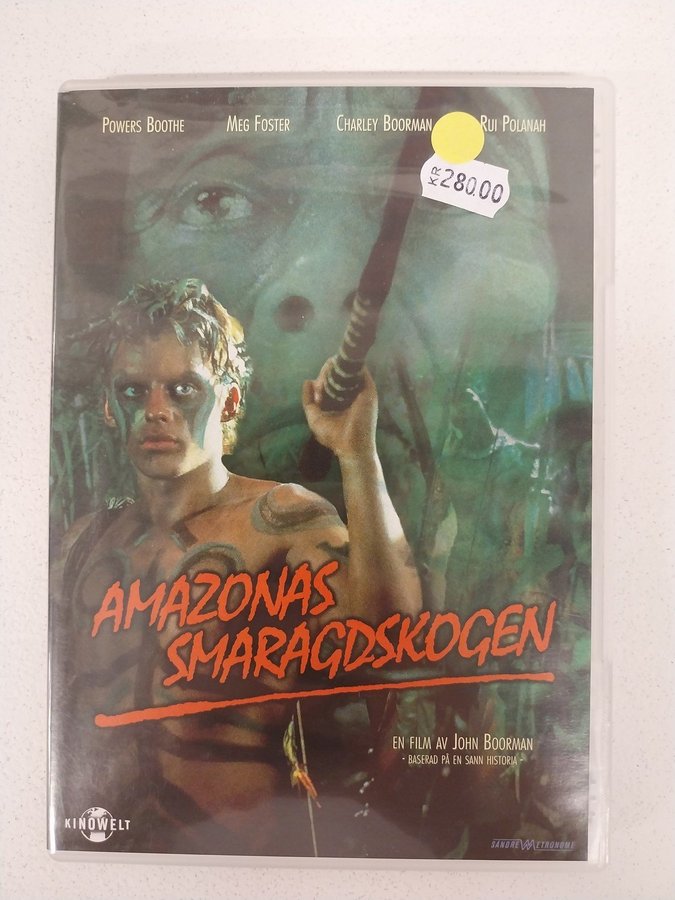 POWERS BOOTHE MEG FOSTER CHARLEY BOORMAN RUI POLANAH
KR 280.00
AMAZONAS
SMARAGDSKOGEN
EN FILM AV JOHN BOORMAN
- BASERAD PÅ EN SANN HISTORIA -
KINOWELT
SANDREW METRONOME